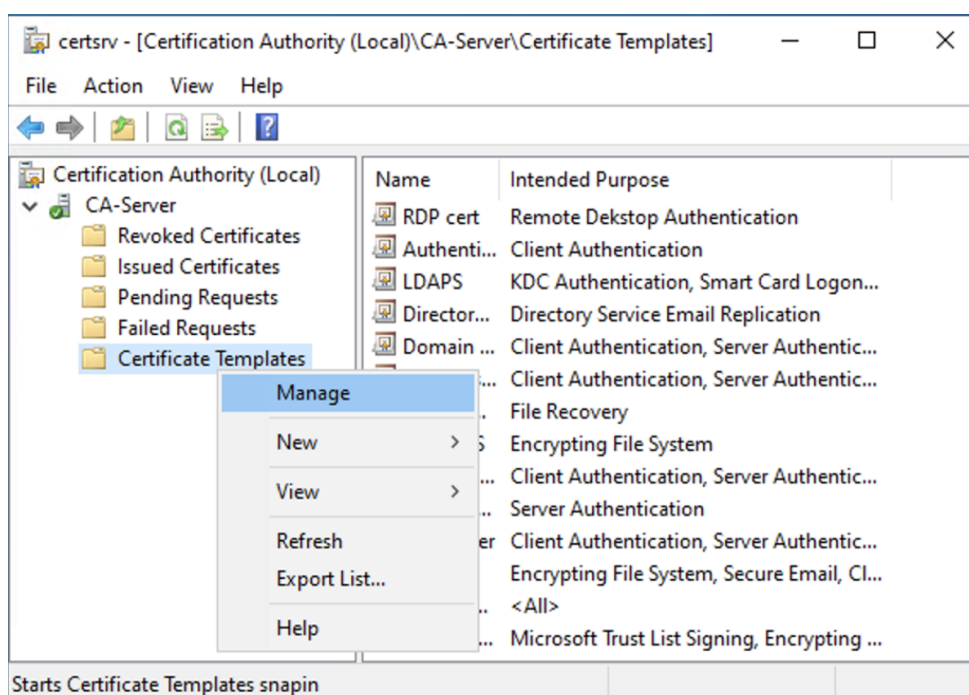 certsrv - [Certification Authority (Local)\CA-Server\Certificate Templates]
File Action View Help
Certification Authority (Local)
CA-Server
Revoked Certificates
Issued Certificates
Pending Requests
Failed Requests
Certificate Templates
Manage
New
View
Refresh
Export List...
Help
Name Intended Purpose
RDP cert Remote Dekstop Authentication
Authenti... Client Authentication
LDAPS KDC Authentication, Smart Card Logon...
Director... Directory Service Email Replication
Domain ... Client Authentication, Server Authentic...
Client Authentication, Server Authentic...
File Recovery
Encrypting File System
Client Authentication, Server Authentic...
Server Authentication
er Client Authentication, Server Authentic...
Encrypting File System, Secure Email, Cl...
<All>
Microsoft Trust List Signing, Encrypting ...
Starts Certificate Templates snapin